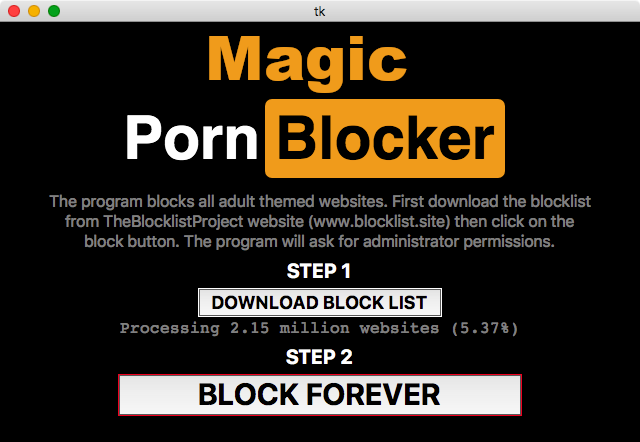 tk
Magic
Porn Blocker
The program blocks all adult themed websites. First download the blocklist
from TheBlocklistProject website (www.blocklist.site) then click on the
block button. The program will ask for administrator permissions.
STEP 1
DOWNLOAD BLOCK LIST
Processing 2.15 million websites (5.37%)
STEP 2
BLOCK FOREVER